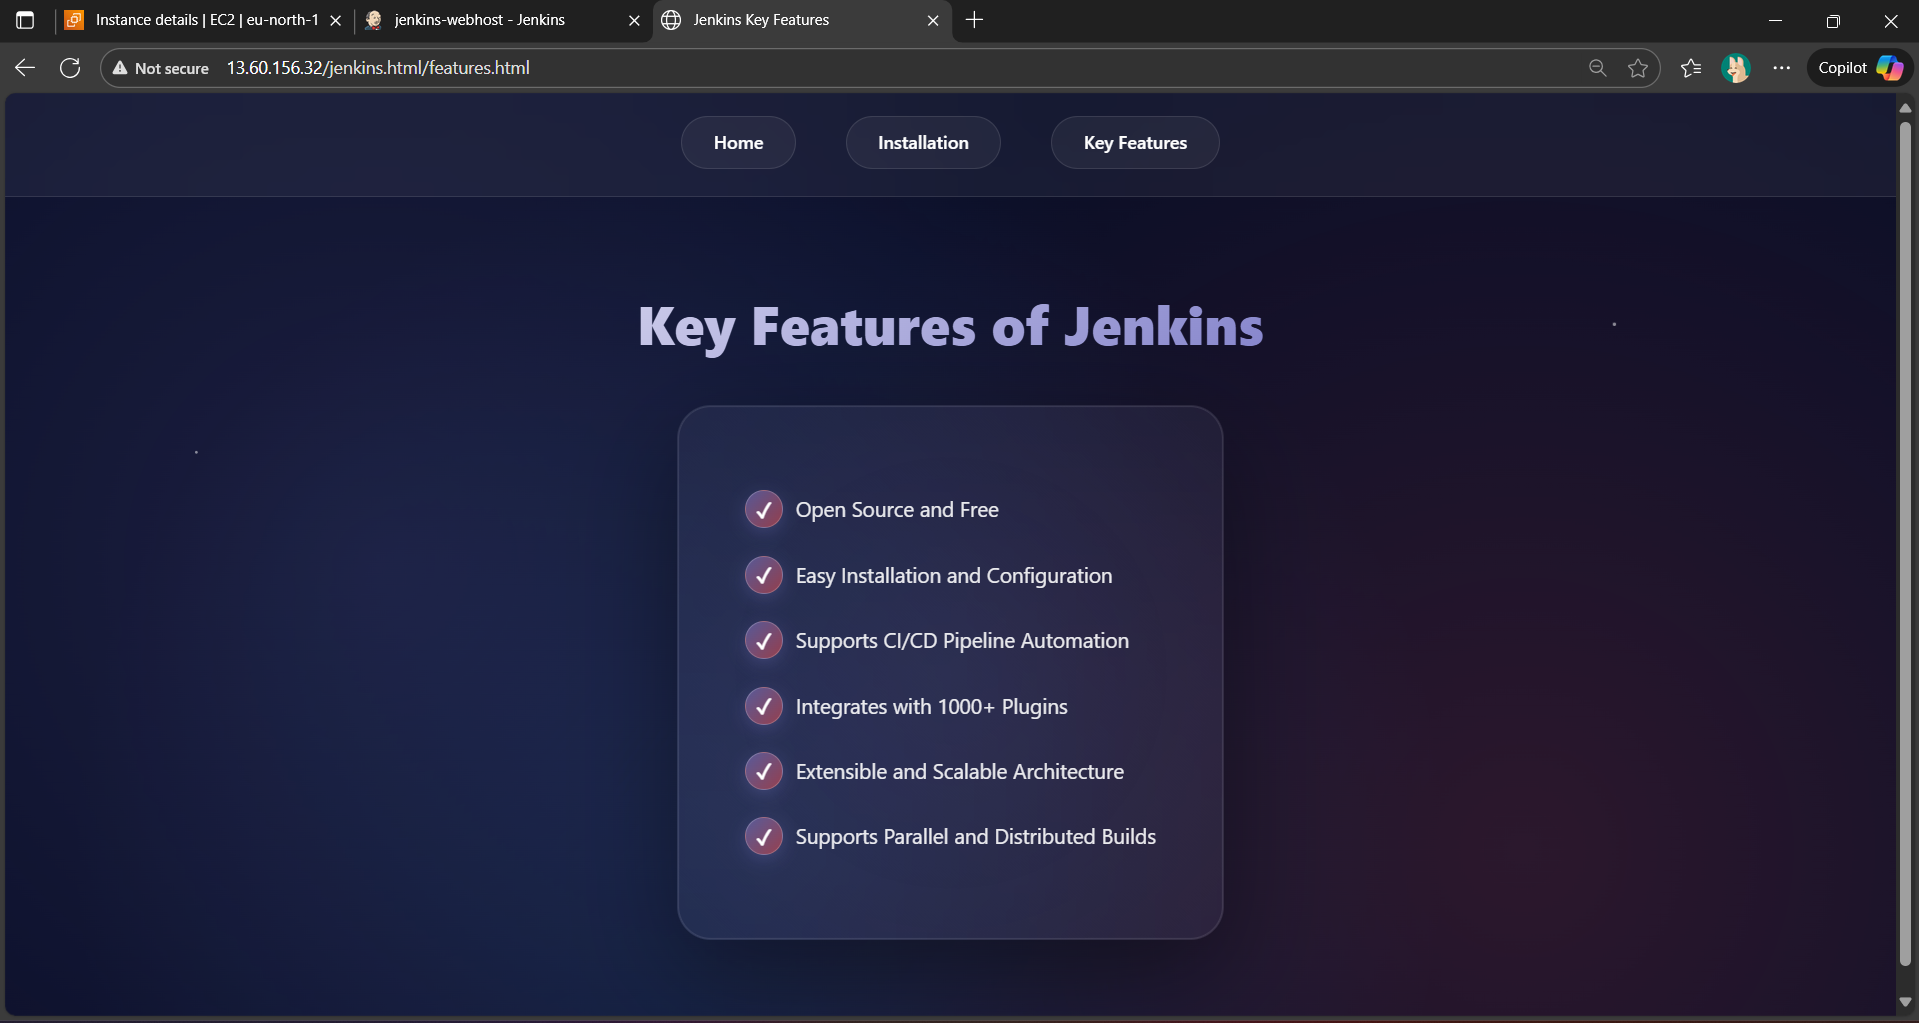 Instance details | EC2 | eu-north-1
jenkins-webhost - Jenkins
Jenkins Key Features
Not secure
13.60.156.32/jenkins.html/features.html
Copilot
Home
Installation
Key Features
Key Features of Jenkins
✓ Open Source and Free
✓ Easy Installation and Configuration
✓ Supports CI/CD Pipeline Automation
✓ Integrates with 1000+ Plugins
✓ Extensible and Scalable Architecture
✓ Supports Parallel and Distributed Builds